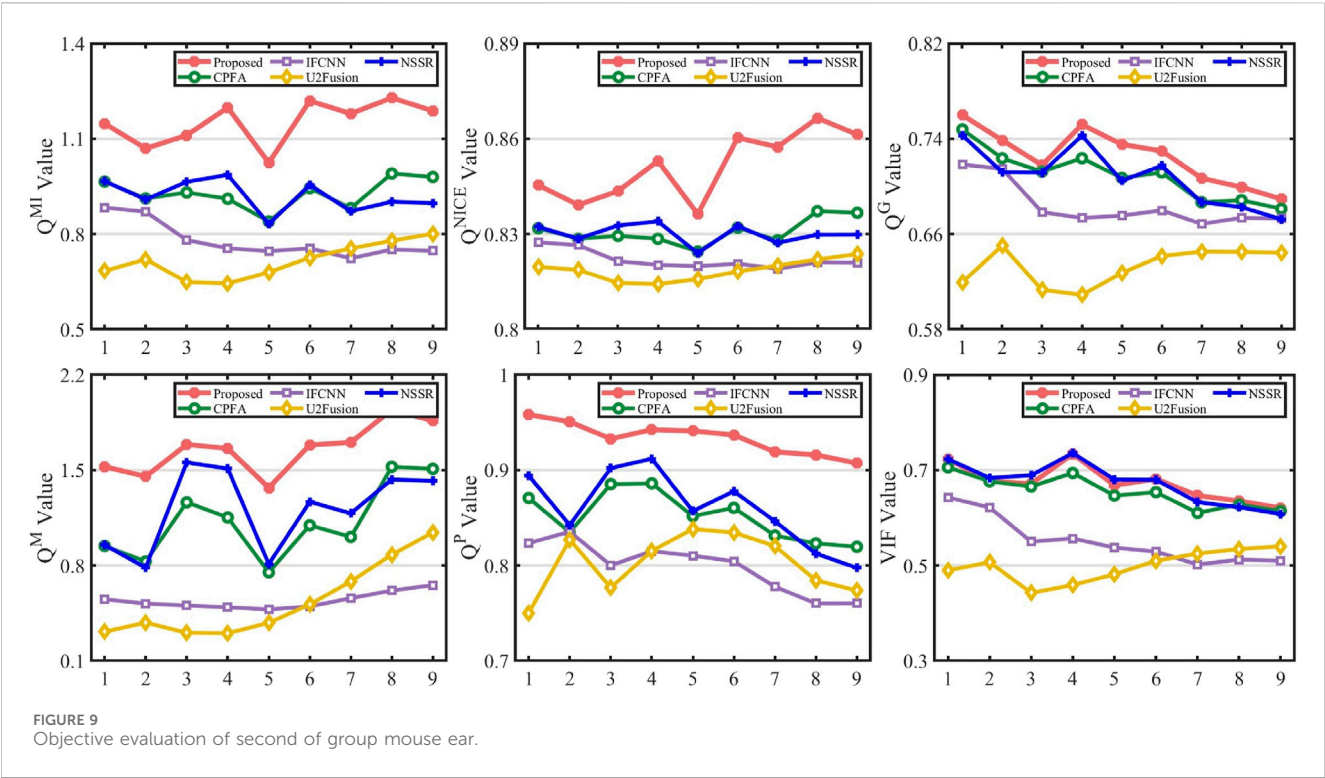 1.4
1.1
0.8
0.5
Q^MI Value
Proposed IFCNN NSSR
CPFA U2Fusion
1 2 3 4 5 6 7 8 9
0.89
0.86
0.83
0.8
Q^NICE Value
Proposed IFCNN NSSR
CPFA U2Fusion
1 2 3 4 5 6 7 8 9
0.82
0.74
0.66
0.58
Q^G Value
Proposed IFCNN NSSR
CPFA U2Fusion
1 2 3 4 5 6 7 8 9
2.2
1.5
0.8
0.1
Q^M Value
Proposed IFCNN NSSR
CPFA U2Fusion
1 2 3 4 5 6 7 8 9
1
0.9
0.8
0.7
Q^P Value
Proposed IFCNN NSSR
CPFA U2Fusion
1 2 3 4 5 6 7 8 9
0.9
0.7
0.5
0.3
VIF Value
Proposed IFCNN NSSR
CPFA U2Fusion
1 2 3 4 5 6 7 8 9
FIGURE 9
Objective evaluation of second of group mouse ear.